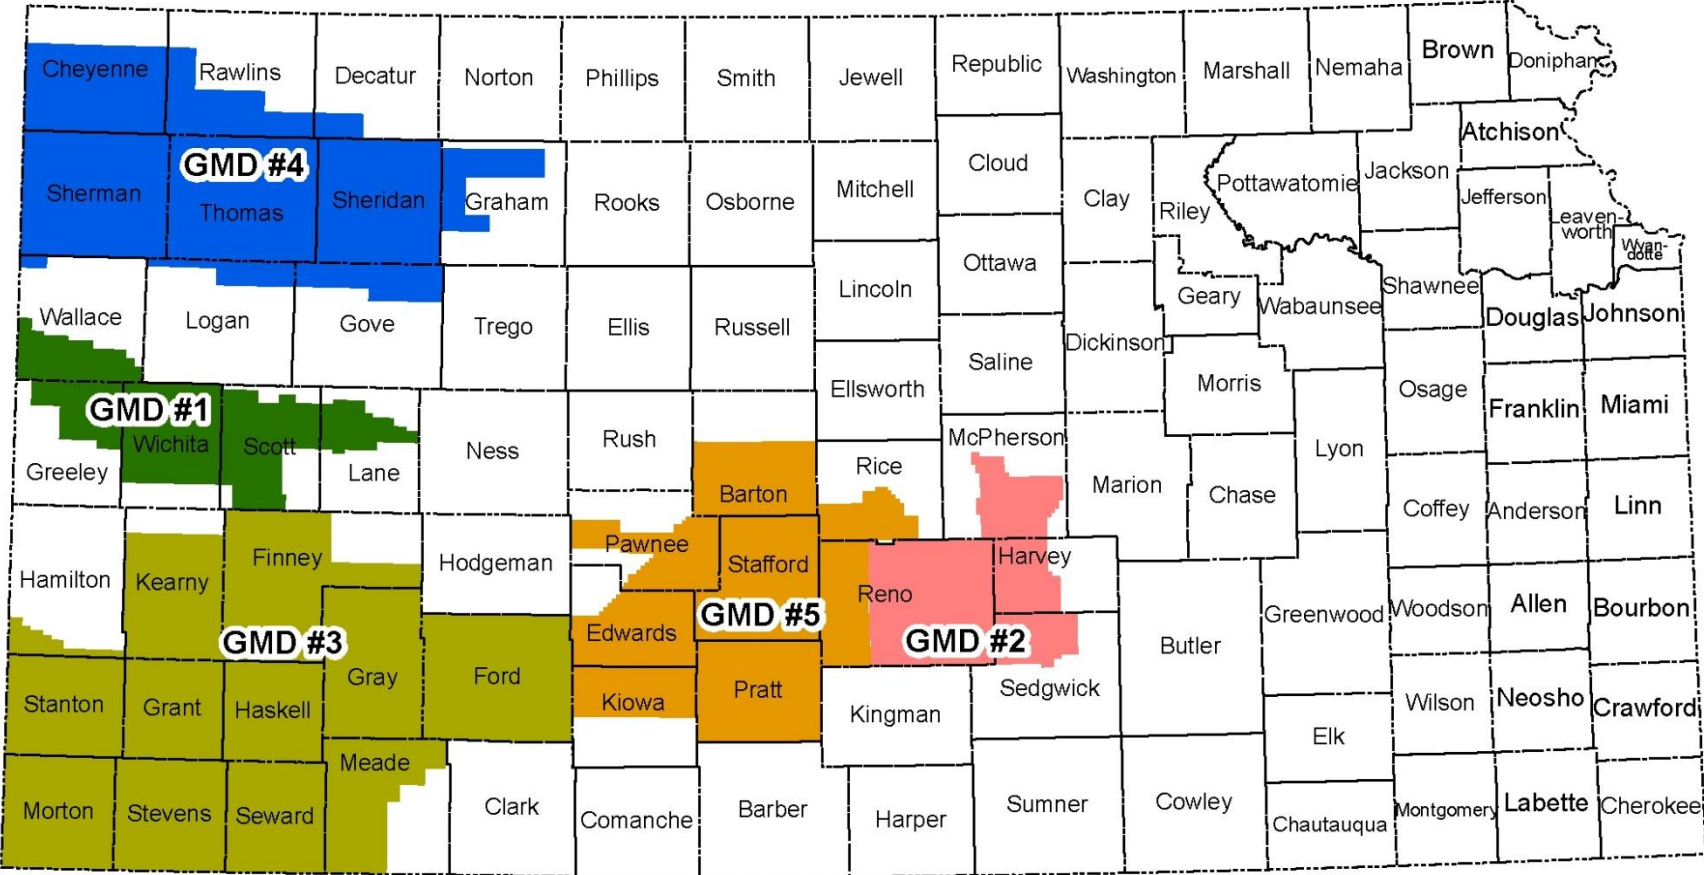 Cheyenne
Rawlins
Decatur
Norton
Phillips
Smith
Jewell
Republic
Washington
Marshall
Nemaha
Brown
Doniphan
Atchison
Sherman
GMD #4
Thomas
Sheridan
Graham
Rooks
Osborne
Mitchell
Cloud
Clay
Riley
Pottawatomie
Jackson
Jefferson
Leaven-
worth
Wyan-
dotte
Wallace
Logan
Gove
Trego
Ellis
Russell
Lincoln
Ottawa
Saline
Dickinson
Geary
Wabaunsee
Shawnee
Douglas
Johnson
GMD #1
Greeley
Wichita
Scott
Lane
Ness
Rush
Barton
Ellsworth
Rice
McPherson
Marion
Morris
Chase
Lyon
Osage
Franklin
Miami
Coffey
Anderson
Linn
Hamilton
Kearny
Finney
Hodgeman
Pawnee
Stafford
Reno
Harvey
GMD #3
Gray
Ford
Edwards
GMD #5
GMD #2
Butler
Greenwood
Woodson
Allen
Bourbon
Stanton
Grant
Haskell
Kiowa
Pratt
Kingman
Sedgwick
Elk
Wilson
Neosho
Crawford
Morton
Stevens
Seward
Meade
Clark
Comanche
Barber
Harper
Sumner
Cowley
Chautauqua
Montgomery
Labette
Cherokee